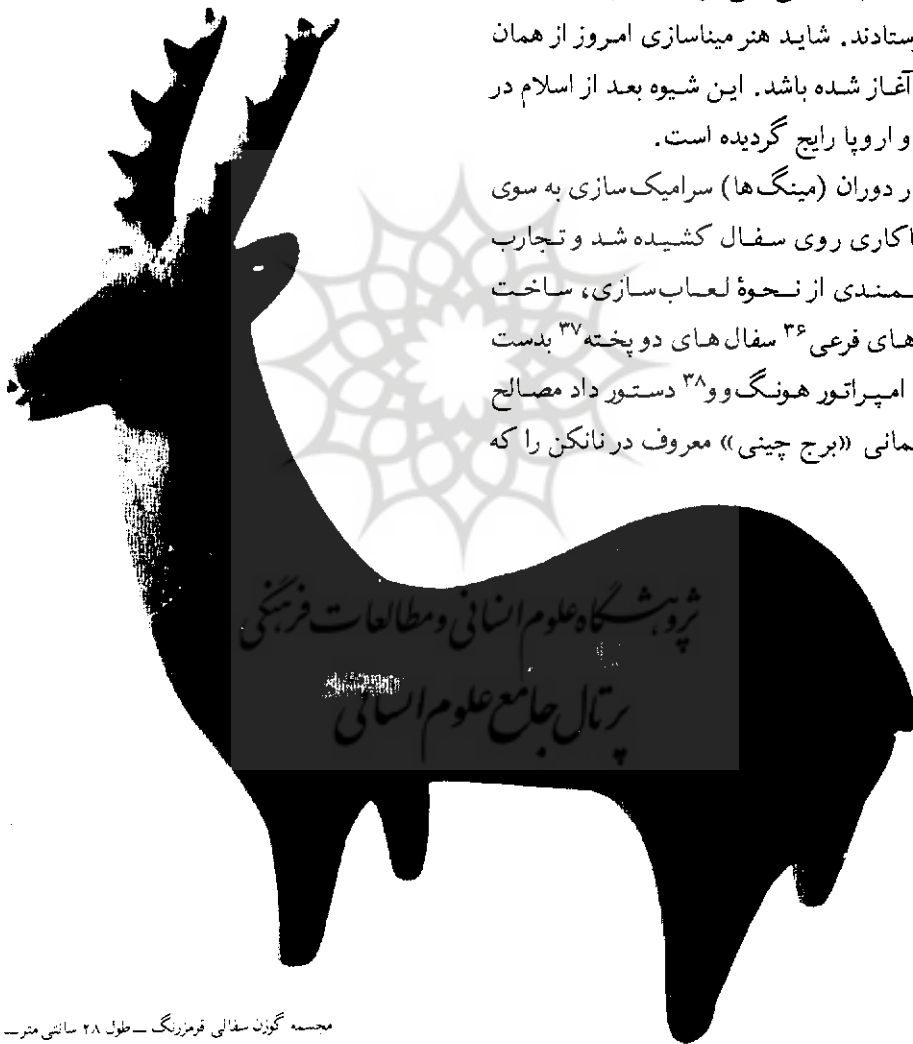 ستادند. شاید هنر میناسازی امروز از همان
آغاز شده باشد. این شیوه بعد از اسلام در
و اروپا رایج گردیده است.
ر دوران (مینگ‌ها) سرامیک‌سازی به سوی
اکاری روی سفال کشیده شد و تجارب
ـمندی از نحوهٔ لعاب‌سازی، ساخت
های فرعی۳۶ سفال‌های دو پخته۳۷ بدست
امپراتور هونگ‌وو۳۸ دستور داد مصالح
مانی «برج چینی» معروف در نانکن را که
پژوهشگاه علوم انسانی و مطالعات فرهنگی
پرتال جامع علوم انسانی
مجسمه گوزن سفالی قرمزرنگ — طول ۲۸ سانتی متر —